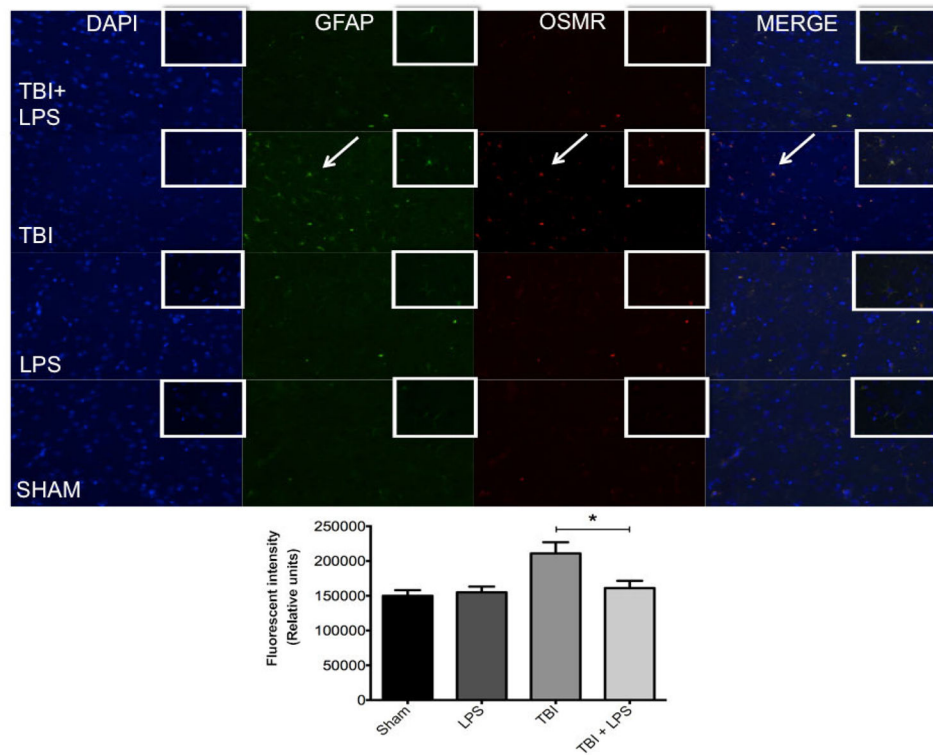 DAPI GFAP OSMR MERGE
TBI+
LPS
TBI
LPS
SHAM
Fluorescent intensity
(Relative units)
250000
200000
150000
100000
50000
0
*
Sham LPS TBI TBI + LPS